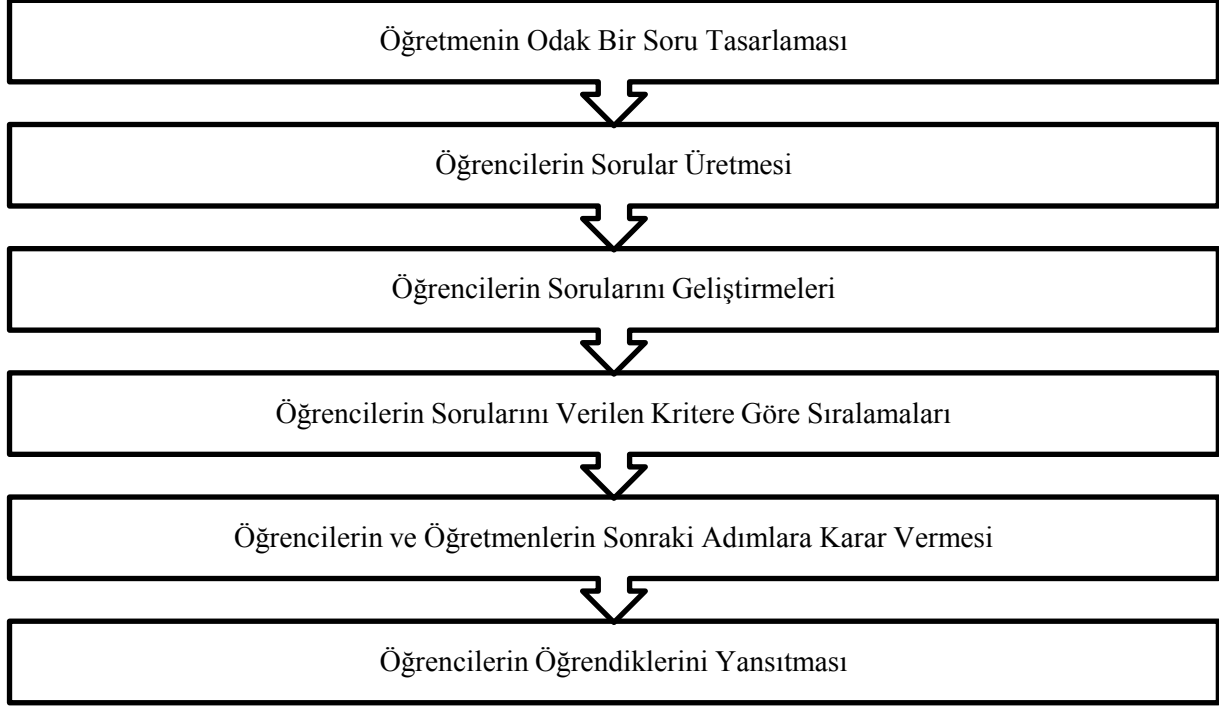 Öğretmenin Odak Bir Soru Tasarlaması
Öğrencilerin Sorular Üretmesi
Öğrencilerin Sorularını Geliştirmeleri
Öğrencilerin Sorularını Verilen Kritere Göre Sıralamaları
Öğrencilerin ve Öğretmenlerin Sonraki Adımlara Karar Vermesi
Öğrencilerin Öğrendiklerini Yansıtması